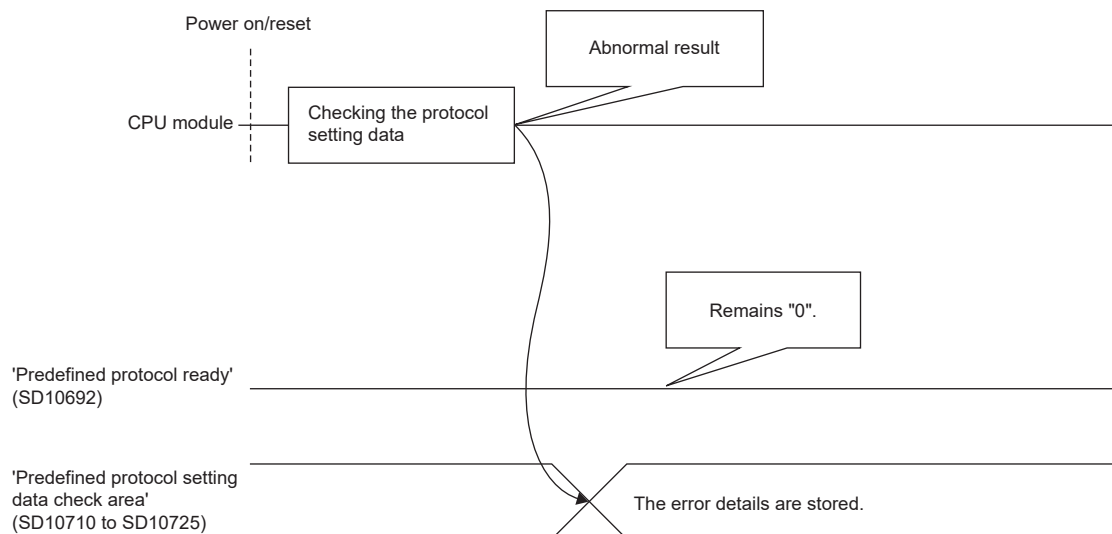 Power on/reset
Abnormal result
CPU module
Checking the protocol
setting data
Remains "0".
'Predefined protocol ready'
(SD10692)
'Predefined protocol setting
data check area'
(SD10710 to SD10725)
The error details are stored.